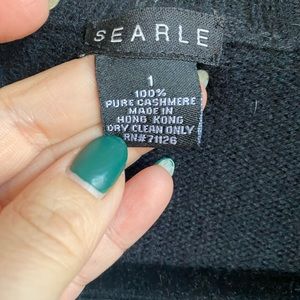 SEARLE
1
100%
PURE CASHMERE
MADE IN
HONG KONG
DRY CLEAN ONLY
RN# 71126